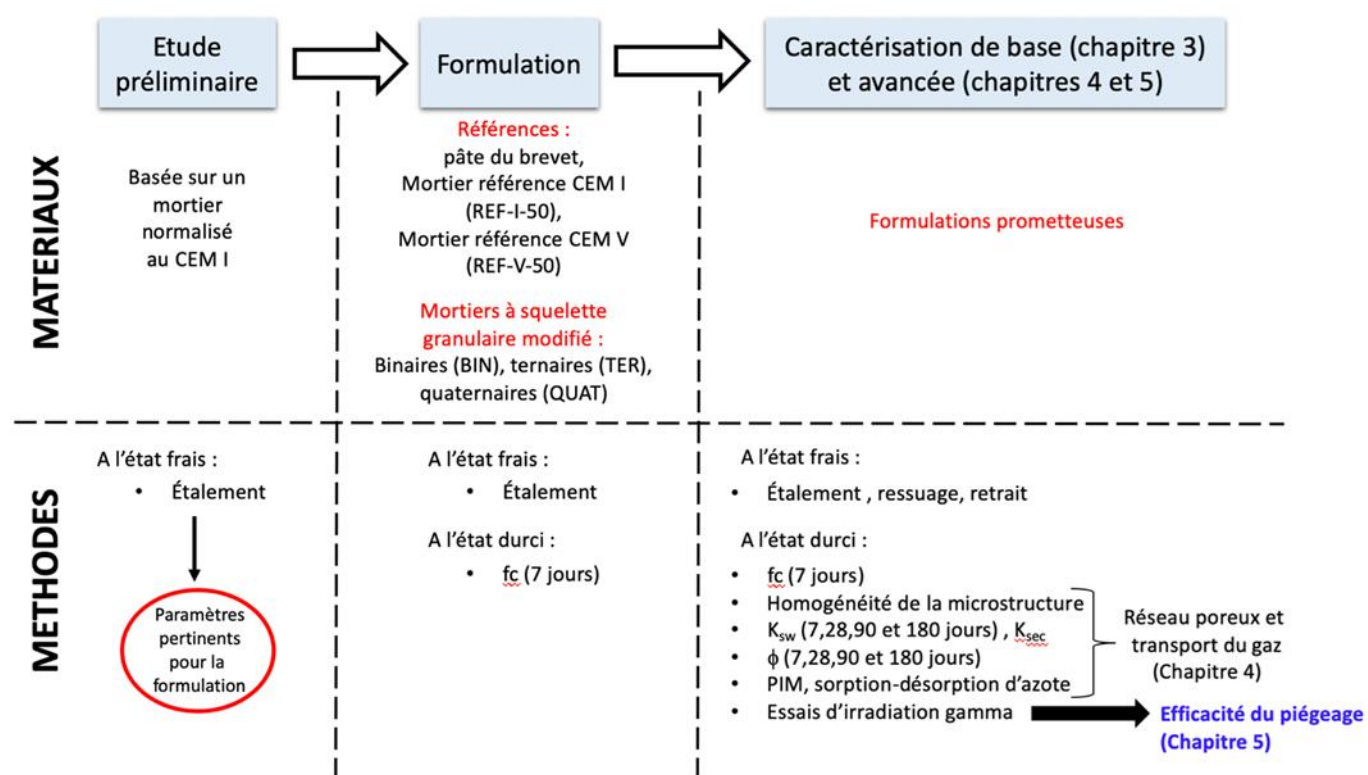 Etude
préliminaire
Formulation
Caractérisation de base (chapitre 3)
et avancée (chapitres 4 et 5)
MATERIAUX
Basée sur un
mortier
normalisé
au CEM I
Références :
pâte du brevet,
Mortier référence CEM I
(REF-I-50),
Mortier référence CEM V
(REF-V-50)
Mortiers à squelette
granulaire modifié :
Binaires (BIN), ternaires (TER),
quaternaires (QUAT)
Formulations prometteuses
METHODES
A l'état frais :
• Étalement
Paramètres
pertinents
pour la
formulation
A l'état frais :
• Étalement
A l'état durci :
• fc (7 jours)
A l'état frais :
• Étalement , ressuage, retrait
A l'état durci :
• fc (7 jours)
• Homogénéité de la microstructure
• Ksw (7,28,90 et 180 jours) , Ksec
• ϕ (7,28,90 et 180 jours)
• PIM, sorption-désorption d'azote
• Essais d'irradiation gamma
Réseau poreux et
transport du gaz
(Chapitre 4)
Efficacité du piégeage
(Chapitre 5)